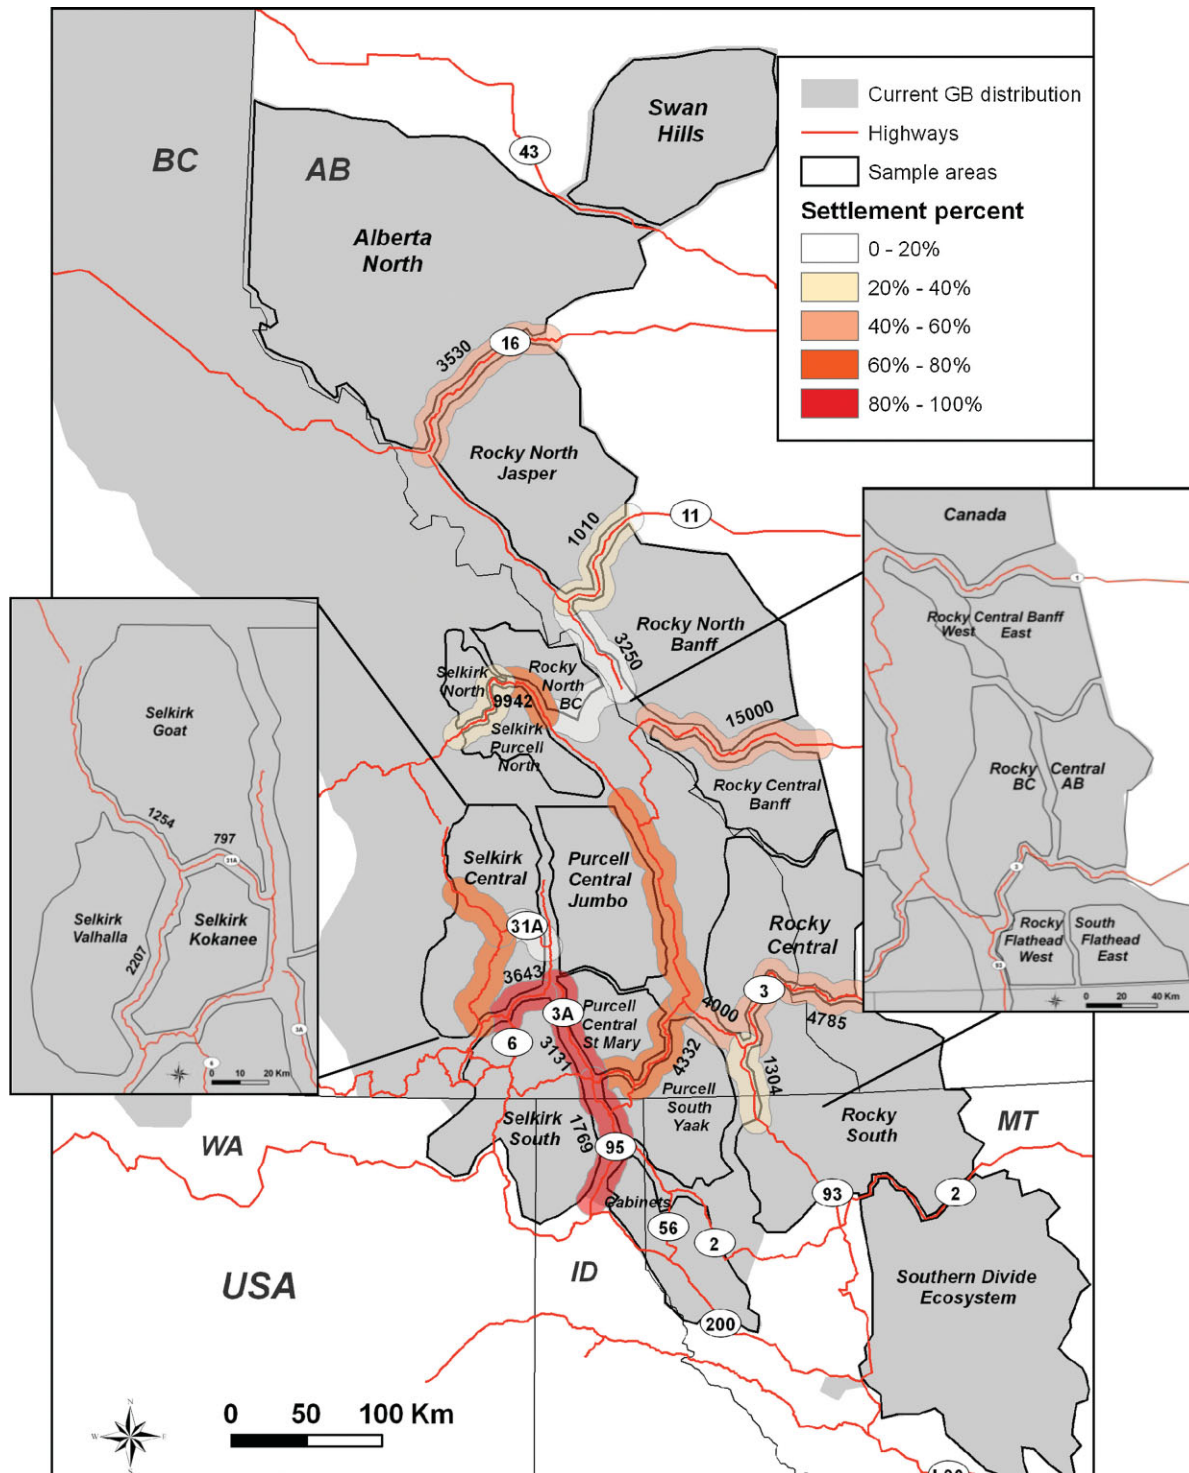 Current GB distribution
Highways
Sample areas
Settlement percent
0 - 20%
20% - 40%
40% - 60%
60% - 80%
80% - 100%
Swan
Hills
43
BC
AB
Alberta
North
16
3530
Rocky North
Jasper
11
1010
Rocky North
Banff
3250
Selkirk
North
Rocky
North
BC
9942
Selkirk
Purcell
North
15000
Rocky Central
Banff
Selkirk
Central
Purcell
Central
Jumbo
Rocky
Central
31A
3643
3A
6
3131
Purcell
Central
St Mary
4000
3
4785
4332
1304
Purcell
South
Yaak
Selkirk
South
1769
95
Rocky
South
MT
WA
Cabinets
56
2
93
2
USA
ID
200
Southern Divide
Ecosystem
0 50 100 Km
N
W
E
S
Selkirk
Goat
1254
797
31A
Selkirk
Valhalla
2207
Selkirk
Kokanee
3A
6
0 10 20 Km
Canada
1
Rocky Central Banff
West East
Rocky Central
BC AB
3
Rocky South
Flathead Flathead
West East
93
0 20 40 Km